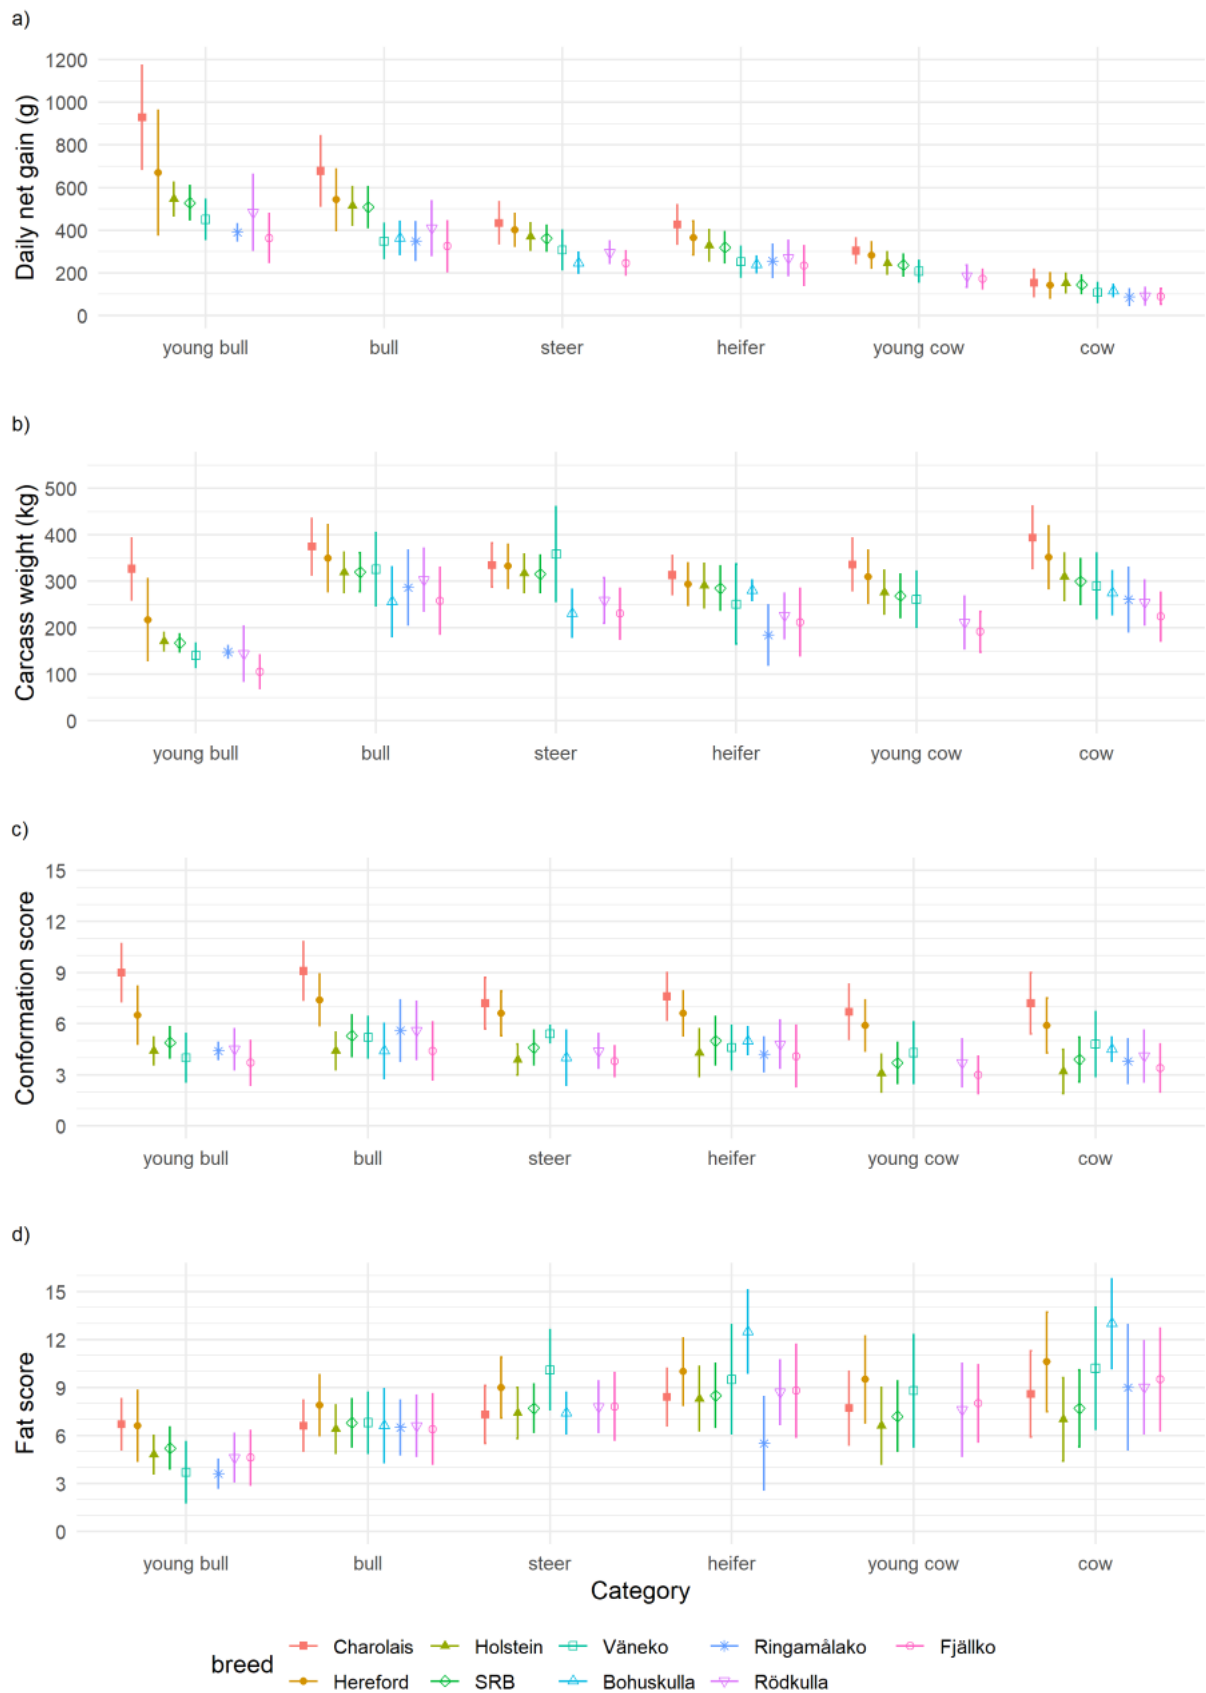 a)
Daily net gain (g)
1200
1000
800
600
400
200
0
young bull bull steer heifer young cow cow
b)
Carcass weight (kg)
500
400
300
200
100
0
young bull bull steer heifer young cow cow
c)
Conformation score
15
12
9
6
3
0
young bull bull steer heifer young cow cow
d)
Fat score
15
12
9
6
3
0
young bull bull steer heifer young cow cow
Category
breed
Charolais Holstein Väneko Ringamålako Fjällko
Hereford SRB Bohuskulla Rödkulla